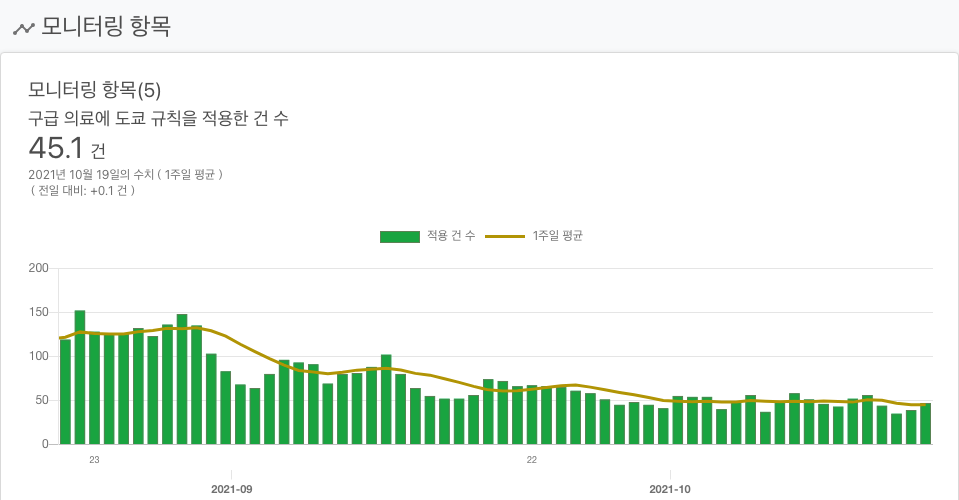 모니터링 항목
모니터링 항목(5)
구급 의료에 도쿄 규칙을 적용한 건 수
45.1 건
2021년 10월 19일의 수치 ( 1주일 평균 )
( 전일 대비: +0.1 건 )
적용 건 수 1주일 평균
200
150
100
50
0
23 22
2021-09 2021-10